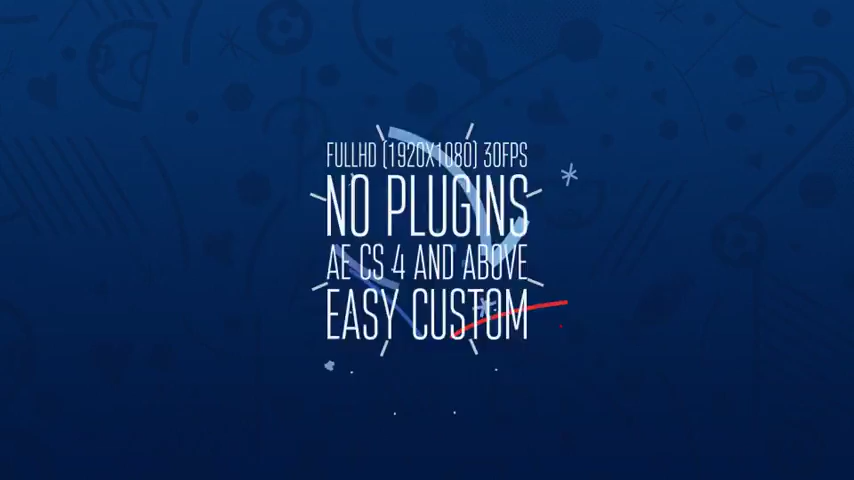 FULLHD (1920X1080) 30FPS
NO PLUGINS
AE CS 4 AND ABOVE
EASY CUSTOM